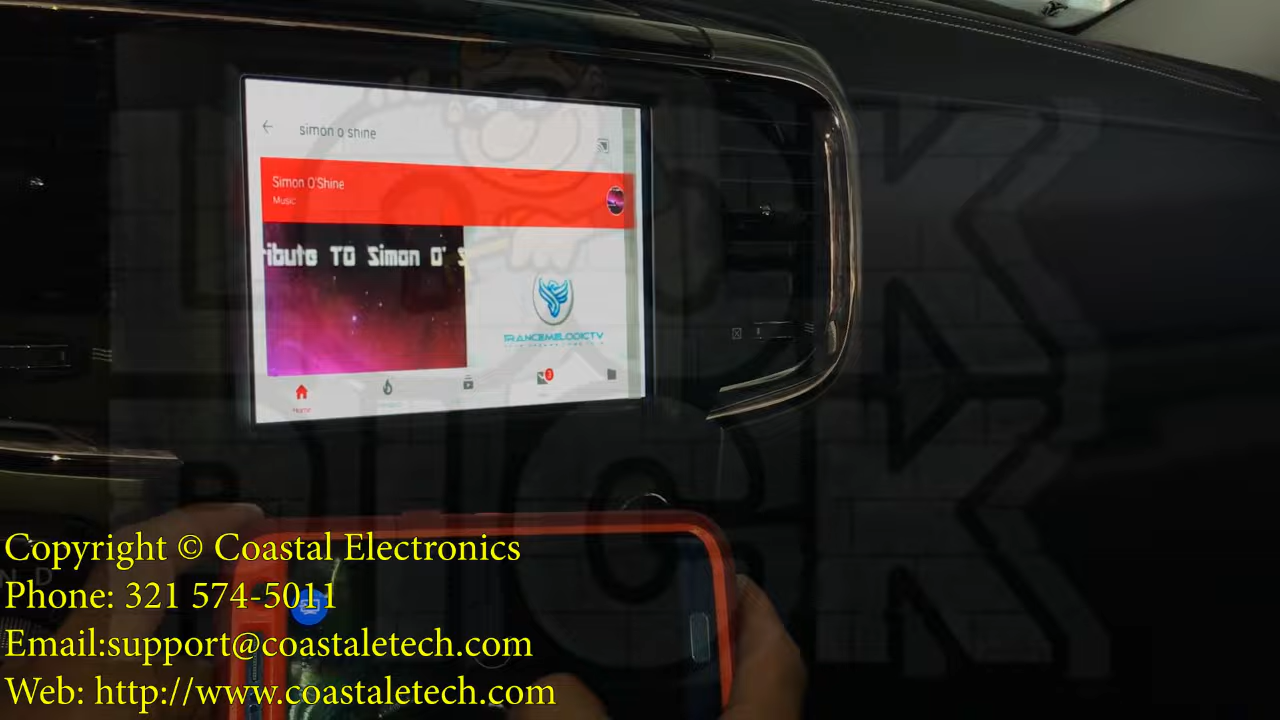 simon o shine
Simon O'Shine
Music
ribute TO Simon O' S
TRANCEMELODICTV
3
Home
Copyright © Coastal Electronics
Phone: 321 574-5011
Email:support@coastaletech.com
Web: http://www.coastaletech.com